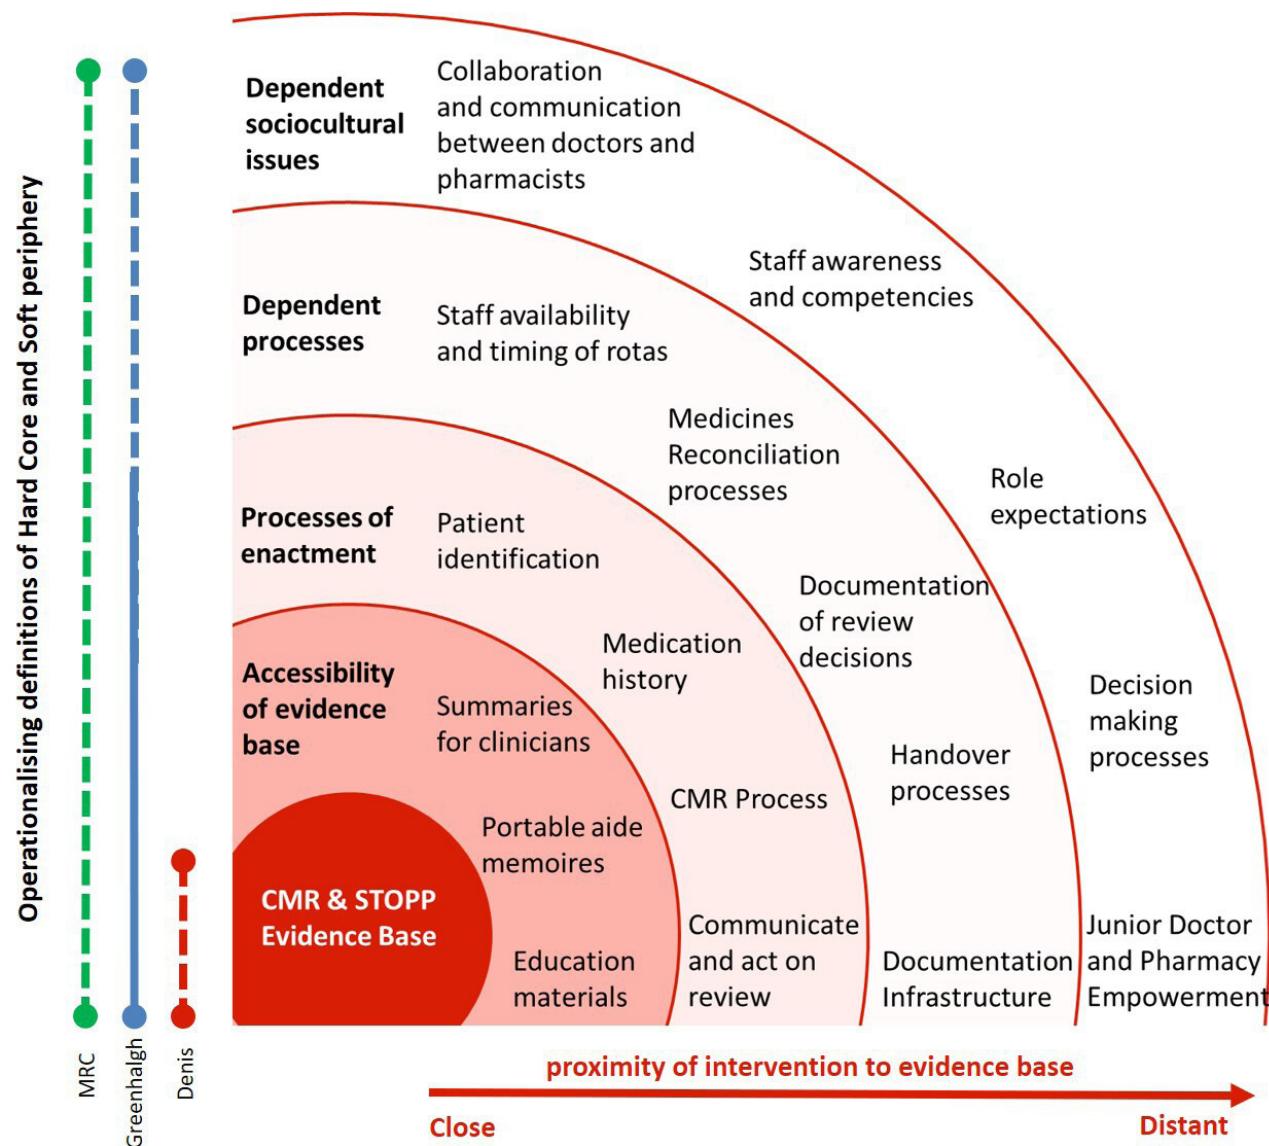 Operationalising definitions of Hard Core and Soft periphery
MRC
Greenhalgh
Denis
Dependent
sociocultural
issues
Collaboration
and communication
between doctors and
pharmacists
Staff awareness
and competencies
Role
expectations
Decision
making
processes
Junior Doctor
and Pharmacy
Empowerment
Dependent
processes
Staff availability
and timing of rotas
Medicines
Reconciliation
processes
Documentation
of review
decisions
Handover
processes
Documentation
Infrastructure
Processes of
enactment
Patient
identification
Medication
history
CMR Process
Communicate
and act on
review
Accessibility
of evidence
base
Summaries
for clinicians
Portable aide
memoires
Education
materials
CMR & STOPP
Evidence Base
proximity of intervention to evidence base
Close
Distant